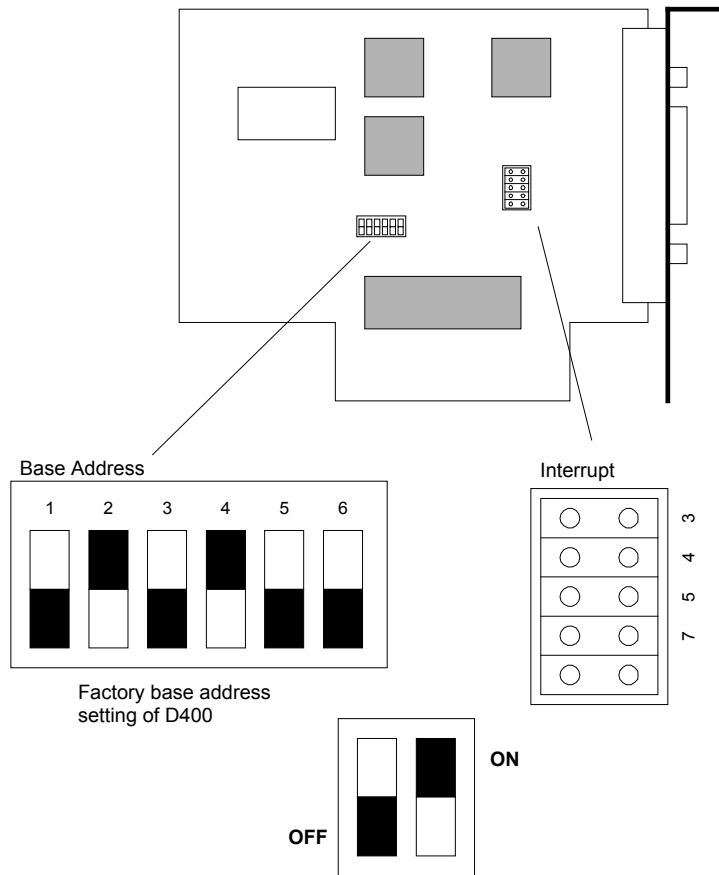 Base Address
1 2 3 4 5 6
Factory base address
setting of D400
Interrupt
3
4
5
7
ON
OFF